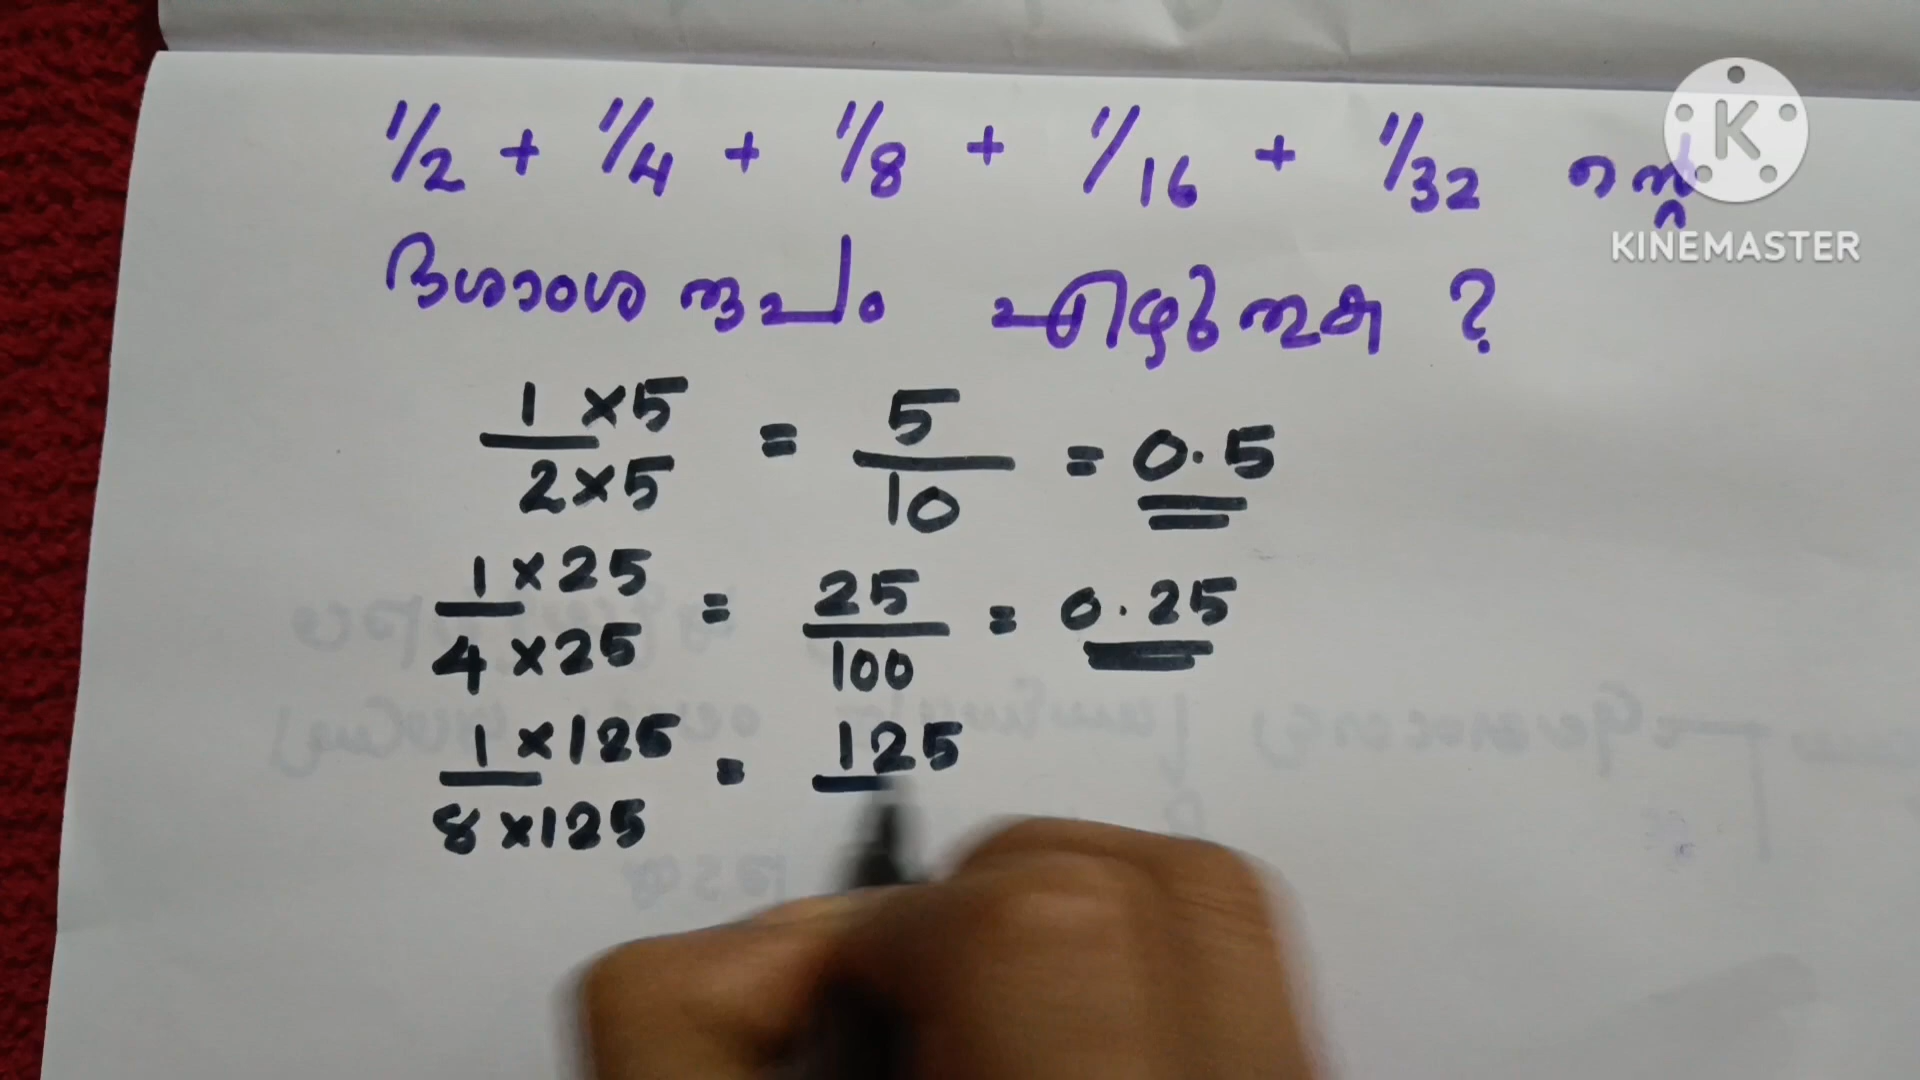 1/2 + 1/4 + 1/8 + 1/16 + 1/32 ന്റെ
ദശാംശ രൂപം എഴുതുക ?
1 ×5 / 2×5 = 5/10 = 0.5
1 ×25 / 4 ×25 = 25/100 = 0.25
1 ×125 / 8 ×125 = 125
K
KINEMASTER